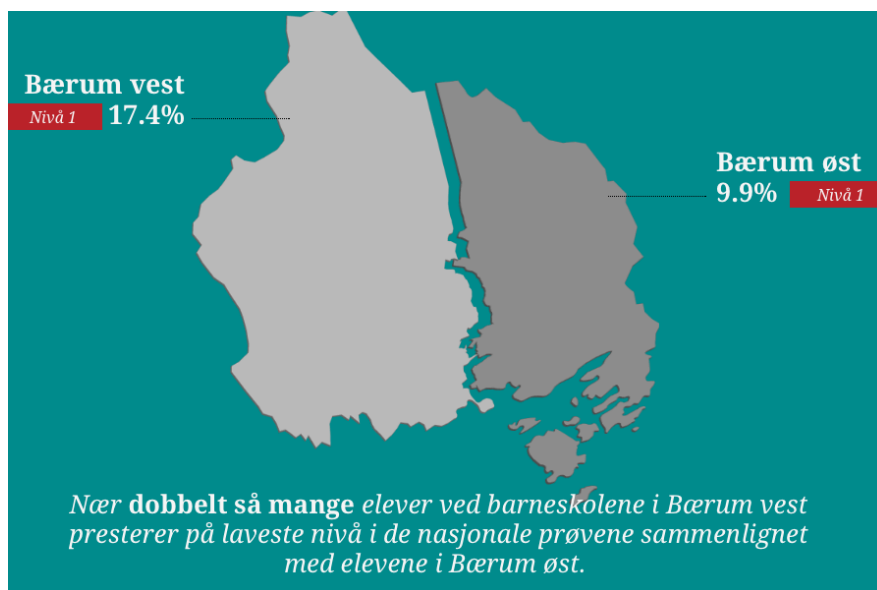 Bærum vest
Nivå 1 17.4%
Bærum øst
9.9% Nivå 1
Nær dobbelt så mange elever ved barneskolene i Bærum vest
presterer på laveste nivå i de nasjonale prøvene sammenlignet
med elevene i Bærum øst.